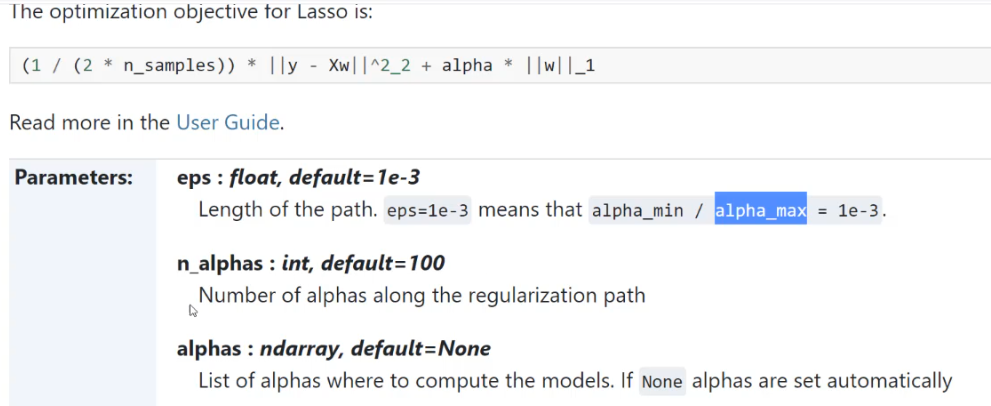 The optimization objective for Lasso is:
(1 / (2 * n_samples)) * ||y - Xw||^2_2 + alpha * ||w||_1
Read more in the User Guide.
Parameters: eps : float, default=1e-3
Length of the path. eps=1e-3 means that alpha_min / alpha_max = 1e-3.
n_alphas : int, default=100
Number of alphas along the regularization path
alphas : ndarray, default=None
List of alphas where to compute the models. If None alphas are set automatically